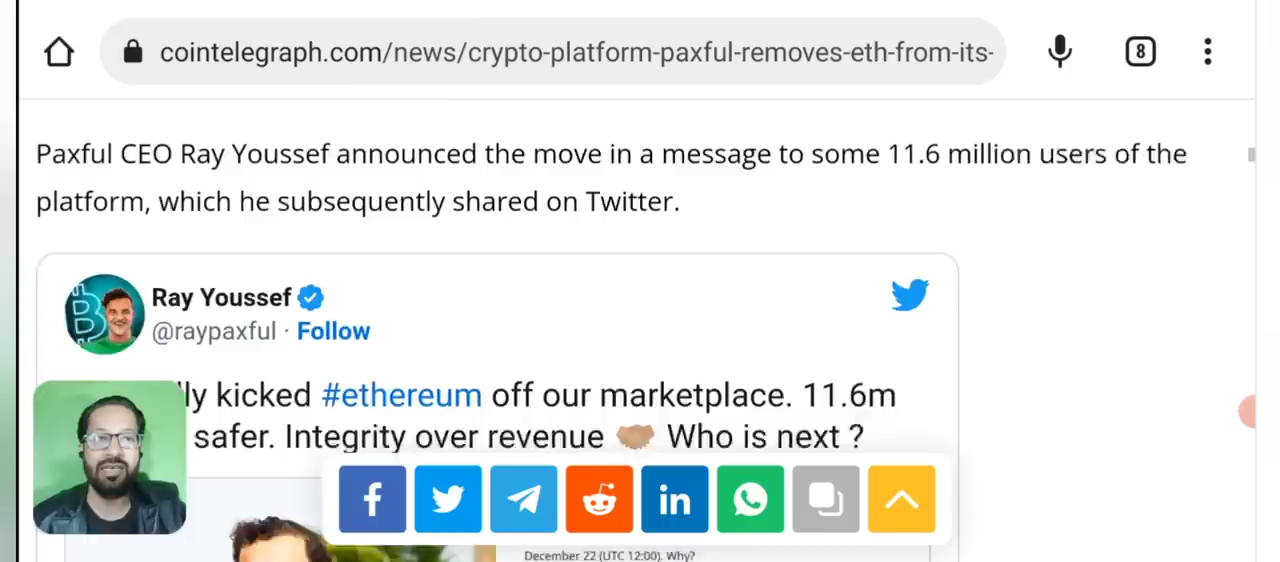 cointelegraph.com/news/crypto-platform-paxful-removes-eth-from-its-
8
Paxful CEO Ray Youssef announced the move in a message to some 11.6 million users of the
platform, which he subsequently shared on Twitter.
Ray Youssef
@raypaxful · Follow
kicked #ethereum off our marketplace. 11.6m
safer. Integrity over revenue 🤝 Who is next ?
December 22 (UTC 12:00). Why?